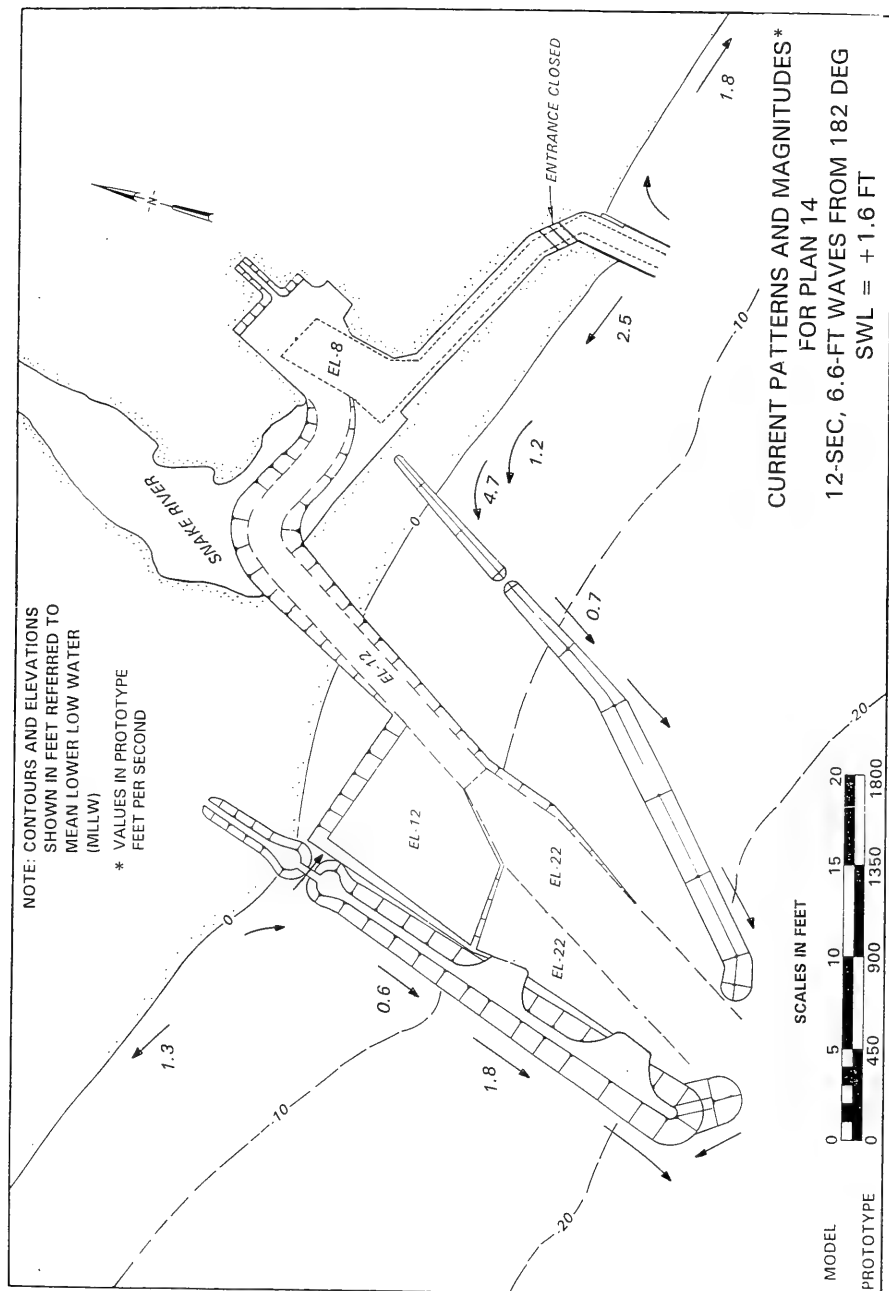 NOTE: CONTOURS AND ELEVATIONS
SHOWN IN FEET REFERRED TO
MEAN LOWER LOW WATER
(MLLW)
* VALUES IN PROTOTYPE
FEET PER SECOND
SNAKE RIVER
-N-
EL-8
ENTRANCE CLOSED
EL-12
EL-12
EL-22
EL-22
0
0
-10
-10
-20
-20
1.3
0.6
1.8
4.7
1.2
0.7
2.5
1.8
SCALES IN FEET
MODEL 0 5 10 15 20
PROTOTYPE 0 450 900 1350 1800
CURRENT PATTERNS AND MAGNITUDES*
FOR PLAN 14
12-SEC, 6.6-FT WAVES FROM 182 DEG
SWL = +1.6 FT